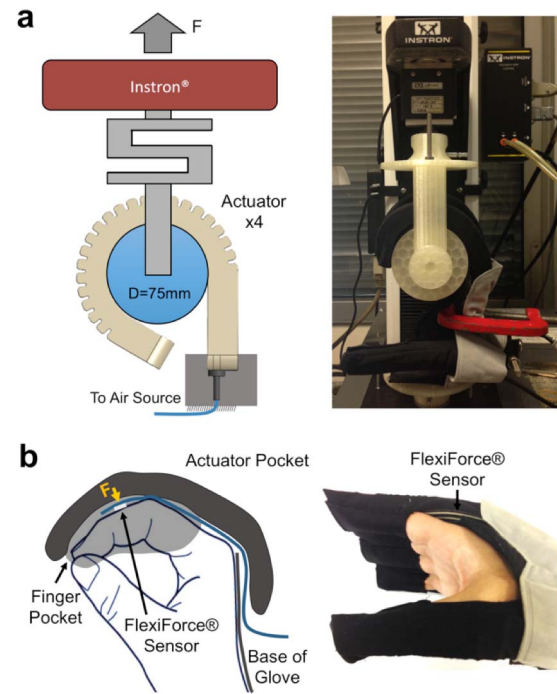 a
F
Instron®
Actuator
x4
D=75mm
To Air Source
INSTRON
INSTRON
b
Actuator Pocket
F
Finger
Pocket
FlexiForce®
Sensor
Base of
Glove
FlexiForce®
Sensor